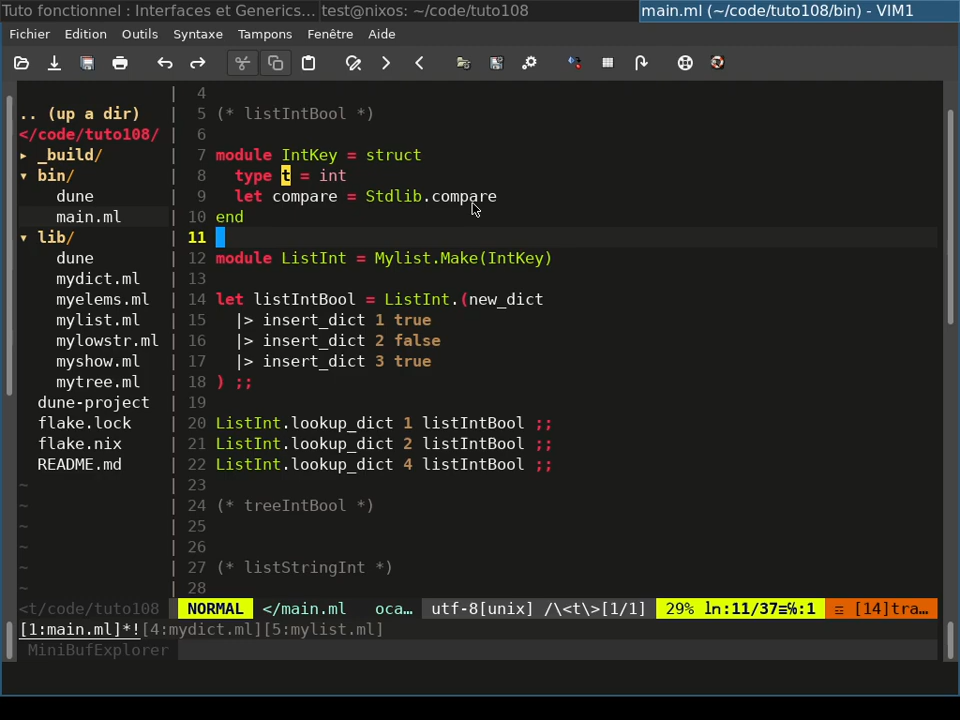 Tuto fonctionnel : Interfaces et Generics... test@nixos: ~/code/tuto108 main.ml (~/code/tuto108/bin) - VIM1
Fichier Edition Outils Syntaxe Tampons Fenêtre Aide
| 4
.. (up a dir) | 5 (* listIntBool *)
</code/tuto108/ | 6
▸ _build/ | 7 module IntKey = struct
▾ bin/ | 8 type t = int
dune | 9 let compare = Stdlib.compare
main.ml | 10 end
▾ lib/ | 11
dune | 12 module ListInt = Mylist.Make(IntKey)
mydict.ml | 13
myelems.ml | 14 let listIntBool = ListInt.(new_dict
mylist.ml | 15 |> insert_dict 1 true
mylowstr.ml | 16 |> insert_dict 2 false
myshow.ml | 17 |> insert_dict 3 true
mytree.ml | 18 ) ;;
dune-project | 19
flake.lock | 20 ListInt.lookup_dict 1 listIntBool ;;
flake.nix | 21 ListInt.lookup_dict 2 listIntBool ;;
README.md | 22 ListInt.lookup_dict 4 listIntBool ;;
~ | 23
~ | 24 (* treeIntBool *)
~ | 25
~ | 26
~ | 27 (* listStringInt *)
~ | 28
<t/code/tuto108 NORMAL </main.ml oca… utf-8[unix] /\<t\>[1/1] 29% ln:11/37≡℅:1 ☲ [14]tra…
[1:main.ml]*![4:mydict.ml][5:mylist.ml]
MiniBufExplorer